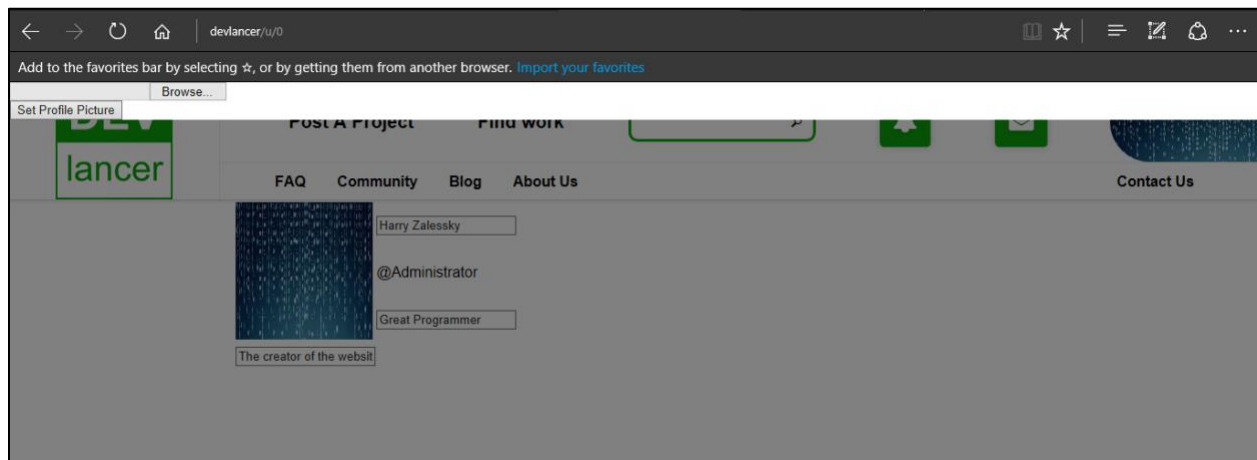 devlancer/u/0
Add to the favorites bar by selecting ☆, or by getting them from another browser. Import your favorites
Browse...
Set Profile Picture
DEV
lancer
Post A Project Find work
FAQ Community Blog About Us Contact Us
Harry Zalessky
@Administrator
Great Programmer
The creator of the websit